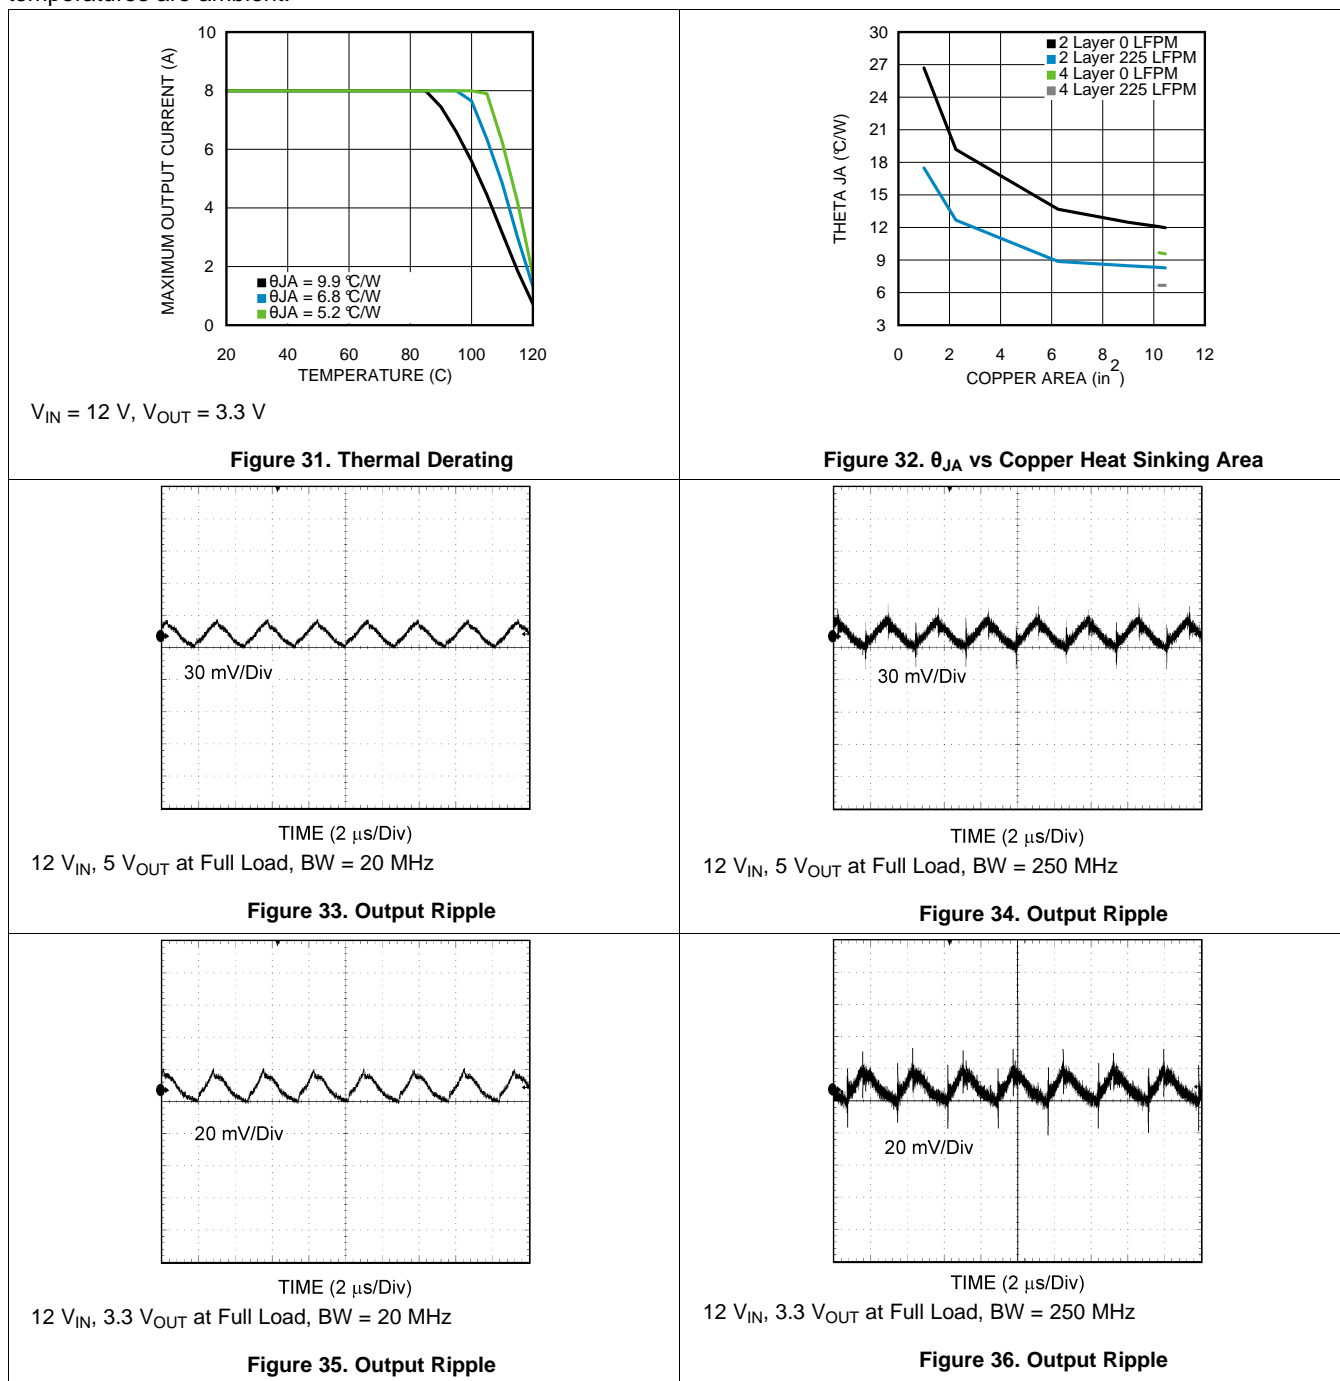 temperatures are ambient.
10
8
6
4
2
0
MAXIMUM OUTPUT CURRENT (A)
θJA = 9.9 °C/W
θJA = 6.8 °C/W
θJA = 5.2 °C/W
20 40 60 80 100 120
TEMPERATURE (C)
VIN = 12 V, VOUT = 3.3 V
Figure 31. Thermal Derating
30
27
24
21
18
15
12
9
6
3
THETA JA (°C/W)
2 Layer 0 LFPM
2 Layer 225 LFPM
4 Layer 0 LFPM
4 Layer 225 LFPM
0 2 4 6 8 10 12
COPPER AREA (in2)
Figure 32. θJA vs Copper Heat Sinking Area
30 mV/Div
TIME (2 μs/Div)
12 VIN, 5 VOUT at Full Load, BW = 20 MHz
Figure 33. Output Ripple
30 mV/Div
TIME (2 μs/Div)
12 VIN, 5 VOUT at Full Load, BW = 250 MHz
Figure 34. Output Ripple
20 mV/Div
TIME (2 μs/Div)
12 VIN, 3.3 VOUT at Full Load, BW = 20 MHz
Figure 35. Output Ripple
20 mV/Div
TIME (2 μs/Div)
12 VIN, 3.3 VOUT at Full Load, BW = 250 MHz
Figure 36. Output Ripple